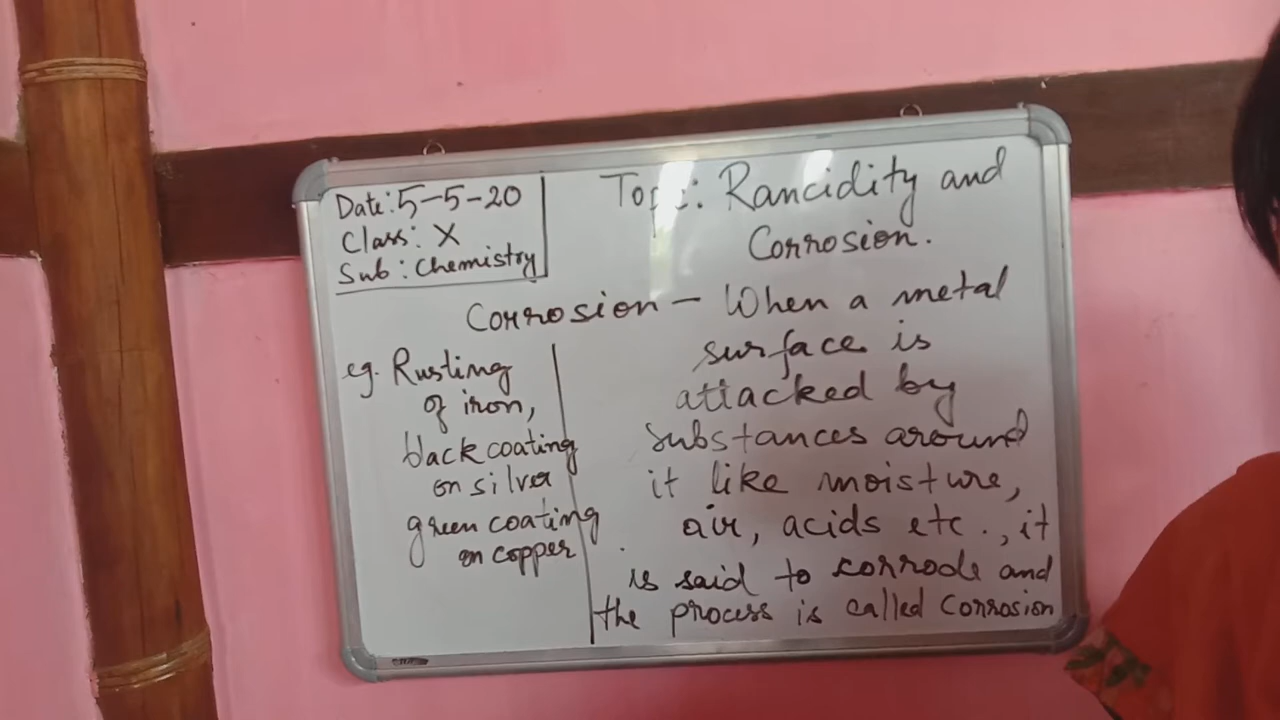 Date: 5-5-20
Class: X
Sub: Chemistry
Topic: Rancidity and
Corrosion.
Corrosion — When a metal
surface is
attacked by
substances around
it like moisture,
air, acids etc., it
is said to corrode and
the process is called Corrosion
eg. Rusting
of iron,
black coating
on silver
green coating
on copper